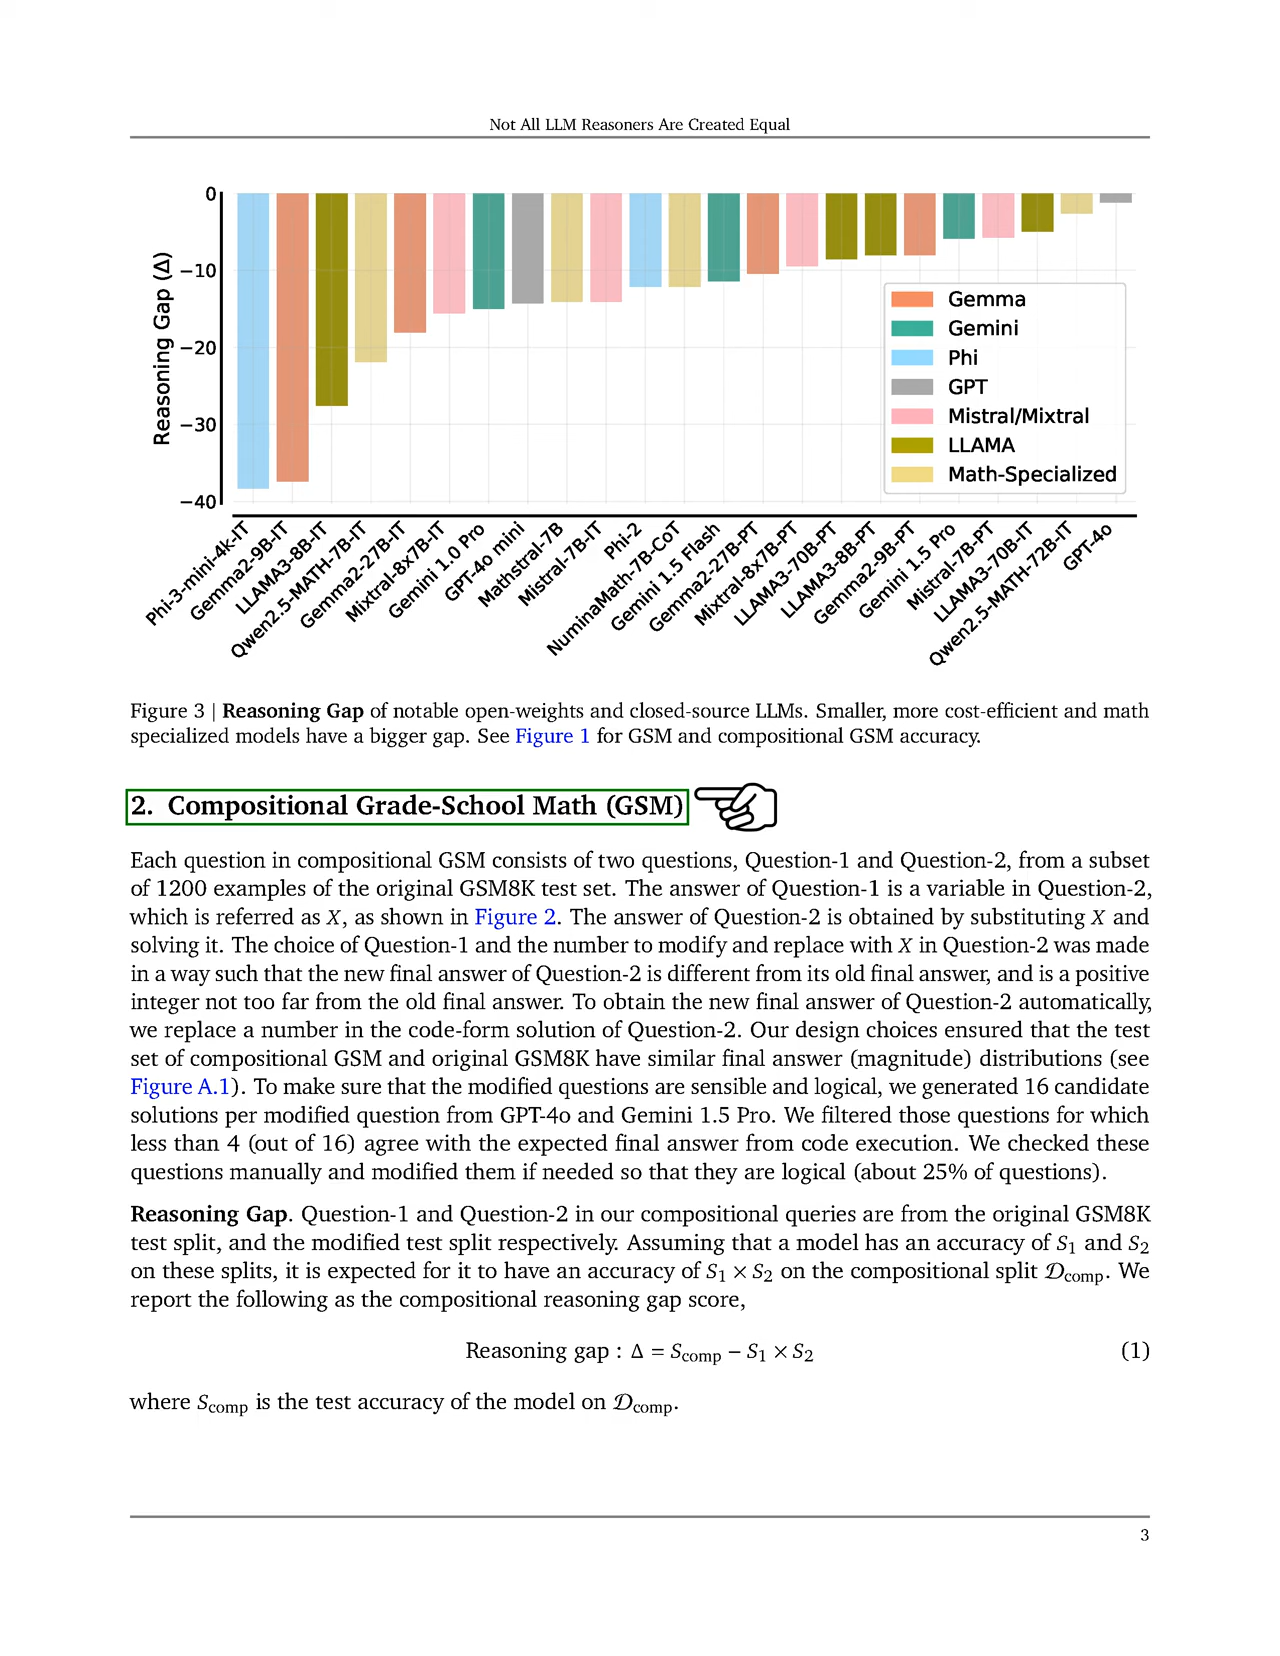 Not All LLM Reasoners Are Created Equal
0
−10
−20
−30
−40
Reasoning Gap (Δ)
Gemma
Gemini
Phi
GPT
Mistral/Mixtral
LLAMA
Math-Specialized
Phi-3-mini-4k-IT
Gemma2-9B-IT
LLAMA3-8B-IT
Qwen2.5-MATH-7B-IT
Gemma2-27B-IT
Mixtral-8x7B-IT
Gemini 1.0 Pro
GPT-4o mini
Mathstral-7B
Mistral-7B-IT
Phi-2
NuminaMath-7B-CoT
Gemini 1.5 Flash
Gemma2-27B-PT
Mixtral-8x7B-PT
LLAMA3-70B-PT
LLAMA3-8B-PT
Gemma2-9B-PT
Gemini 1.5 Pro
Mistral-7B-PT
LLAMA3-70B-IT
Qwen2.5-MATH-72B-IT
GPT-4o
Figure 3 | Reasoning Gap of notable open-weights and closed-source LLMs. Smaller, more cost-efficient and math
specialized models have a bigger gap. See Figure 1 for GSM and compositional GSM accuracy.
2. Compositional Grade-School Math (GSM)
Each question in compositional GSM consists of two questions, Question-1 and Question-2, from a subset
of 1200 examples of the original GSM8K test set. The answer of Question-1 is a variable in Question-2,
which is referred as X, as shown in Figure 2. The answer of Question-2 is obtained by substituting X and
solving it. The choice of Question-1 and the number to modify and replace with X in Question-2 was made
in a way such that the new final answer of Question-2 is different from its old final answer, and is a positive
integer not too far from the old final answer. To obtain the new final answer of Question-2 automatically,
we replace a number in the code-form solution of Question-2. Our design choices ensured that the test
set of compositional GSM and original GSM8K have similar final answer (magnitude) distributions (see
Figure A.1). To make sure that the modified questions are sensible and logical, we generated 16 candidate
solutions per modified question from GPT-4o and Gemini 1.5 Pro. We filtered those questions for which
less than 4 (out of 16) agree with the expected final answer from code execution. We checked these
questions manually and modified them if needed so that they are logical (about 25% of questions).
Reasoning Gap. Question-1 and Question-2 in our compositional queries are from the original GSM8K
test split, and the modified test split respectively. Assuming that a model has an accuracy of S₁ and S₂
on these splits, it is expected for it to have an accuracy of S₁ × S₂ on the compositional split 𝒟comp. We
report the following as the compositional reasoning gap score,
Reasoning gap : Δ = Scomp − S₁ × S₂ (1)
where Scomp is the test accuracy of the model on 𝒟comp.
3